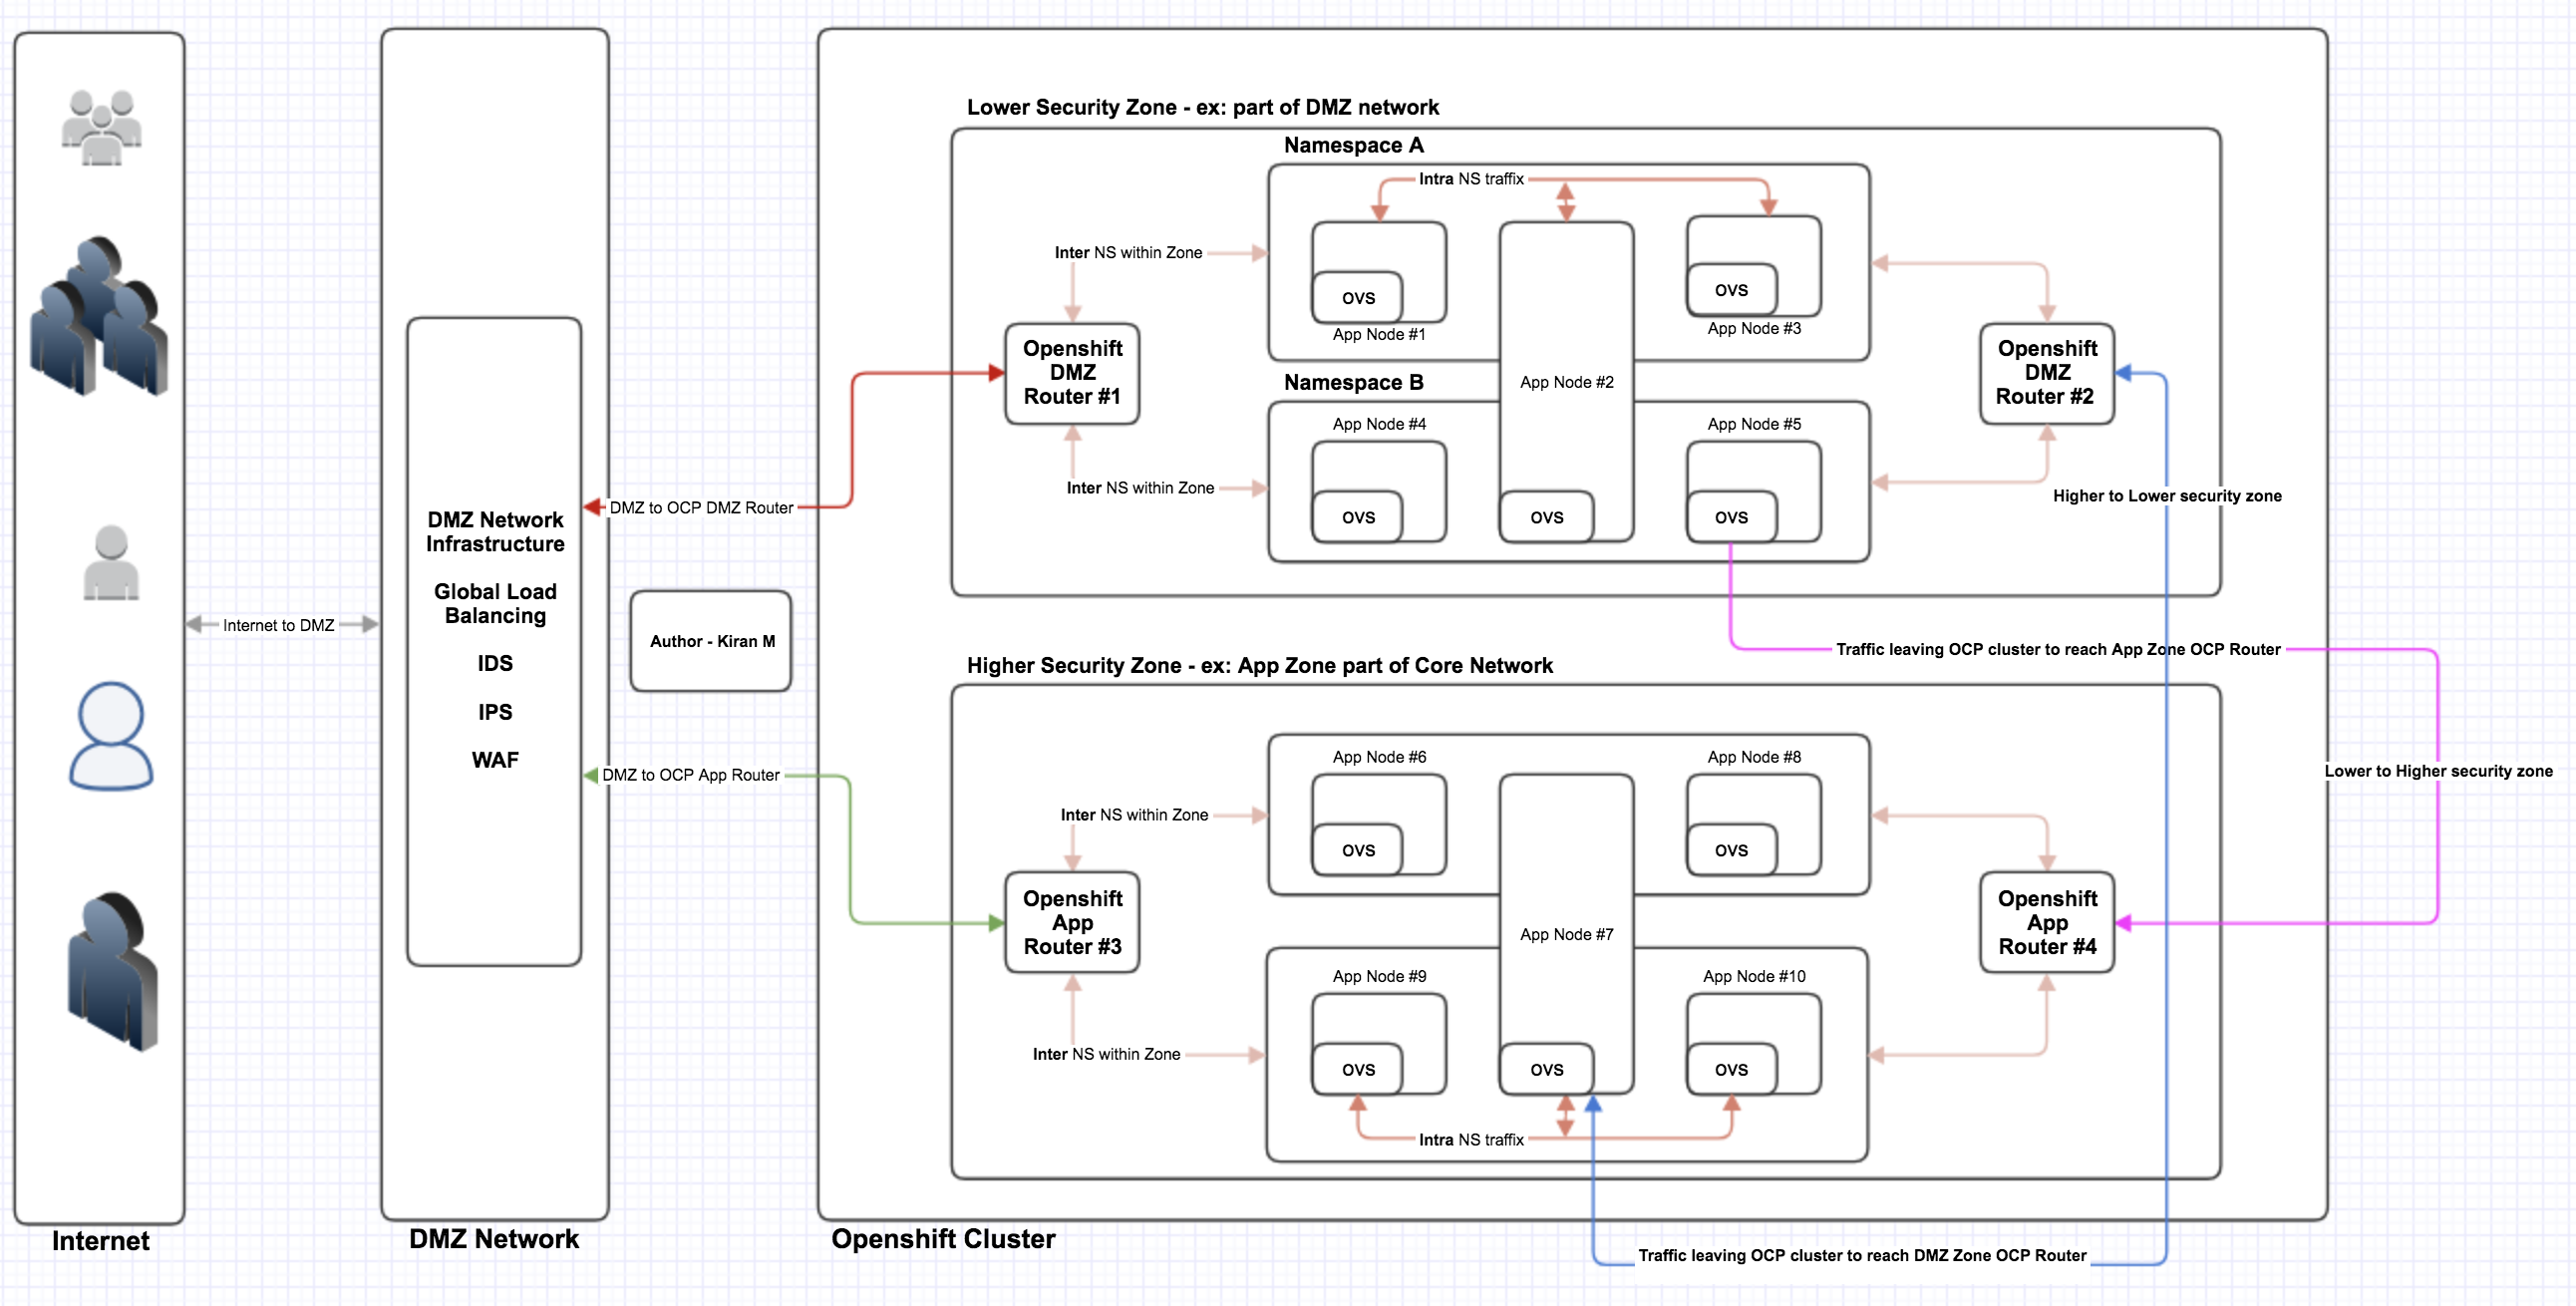 Internet
Internet to DMZ
DMZ Network
Infrastructure
Global Load
Balancing
IDS
IPS
WAF
DMZ Network
DMZ to OCP DMZ Router
Author - Kiran M
DMZ to OCP App Router
Openshift Cluster
Lower Security Zone - ex: part of DMZ network
Namespace A
Intra NS traffix
Inter NS within Zone
OVS
App Node #1
OVS
App Node #3
Openshift
DMZ
Router #1
App Node #2
Openshift
DMZ
Router #2
Namespace B
App Node #4
App Node #5
Inter NS within Zone
OVS
OVS
OVS
Higher to Lower security zone
Traffic leaving OCP cluster to reach App Zone OCP Router
Higher Security Zone - ex: App Zone part of Core Network
Lower to Higher security zone
App Node #6
App Node #8
Inter NS within Zone
OVS
OVS
Openshift
App
Router #3
App Node #7
Openshift
App
Router #4
App Node #9
App Node #10
Inter NS within Zone
OVS
OVS
OVS
Intra NS traffix
Traffic leaving OCP cluster to reach DMZ Zone OCP Router